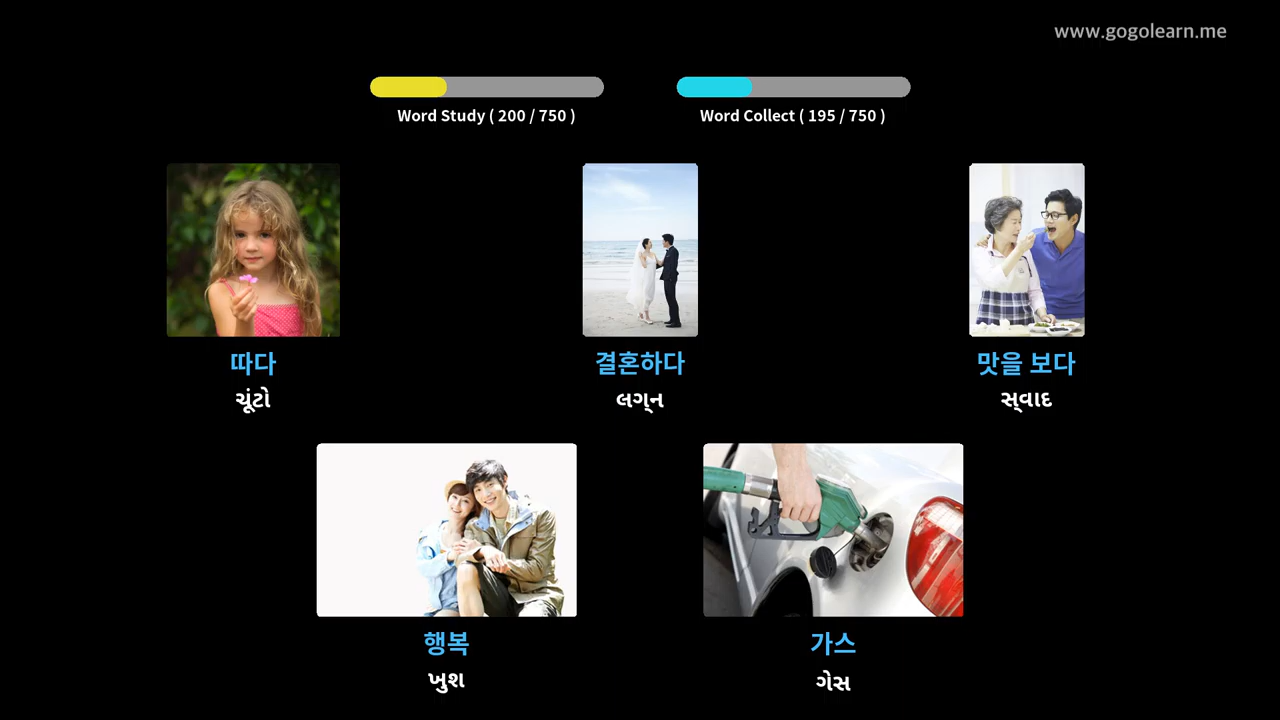 www.gogolearn.me
Word Study ( 200 / 750 )
Word Collect ( 195 / 750 )
따다
결혼하다
맛을 보다
ચૂંટો
લગ્ન
સ્વાદ
행복
가스
ખુશ
ગેસ